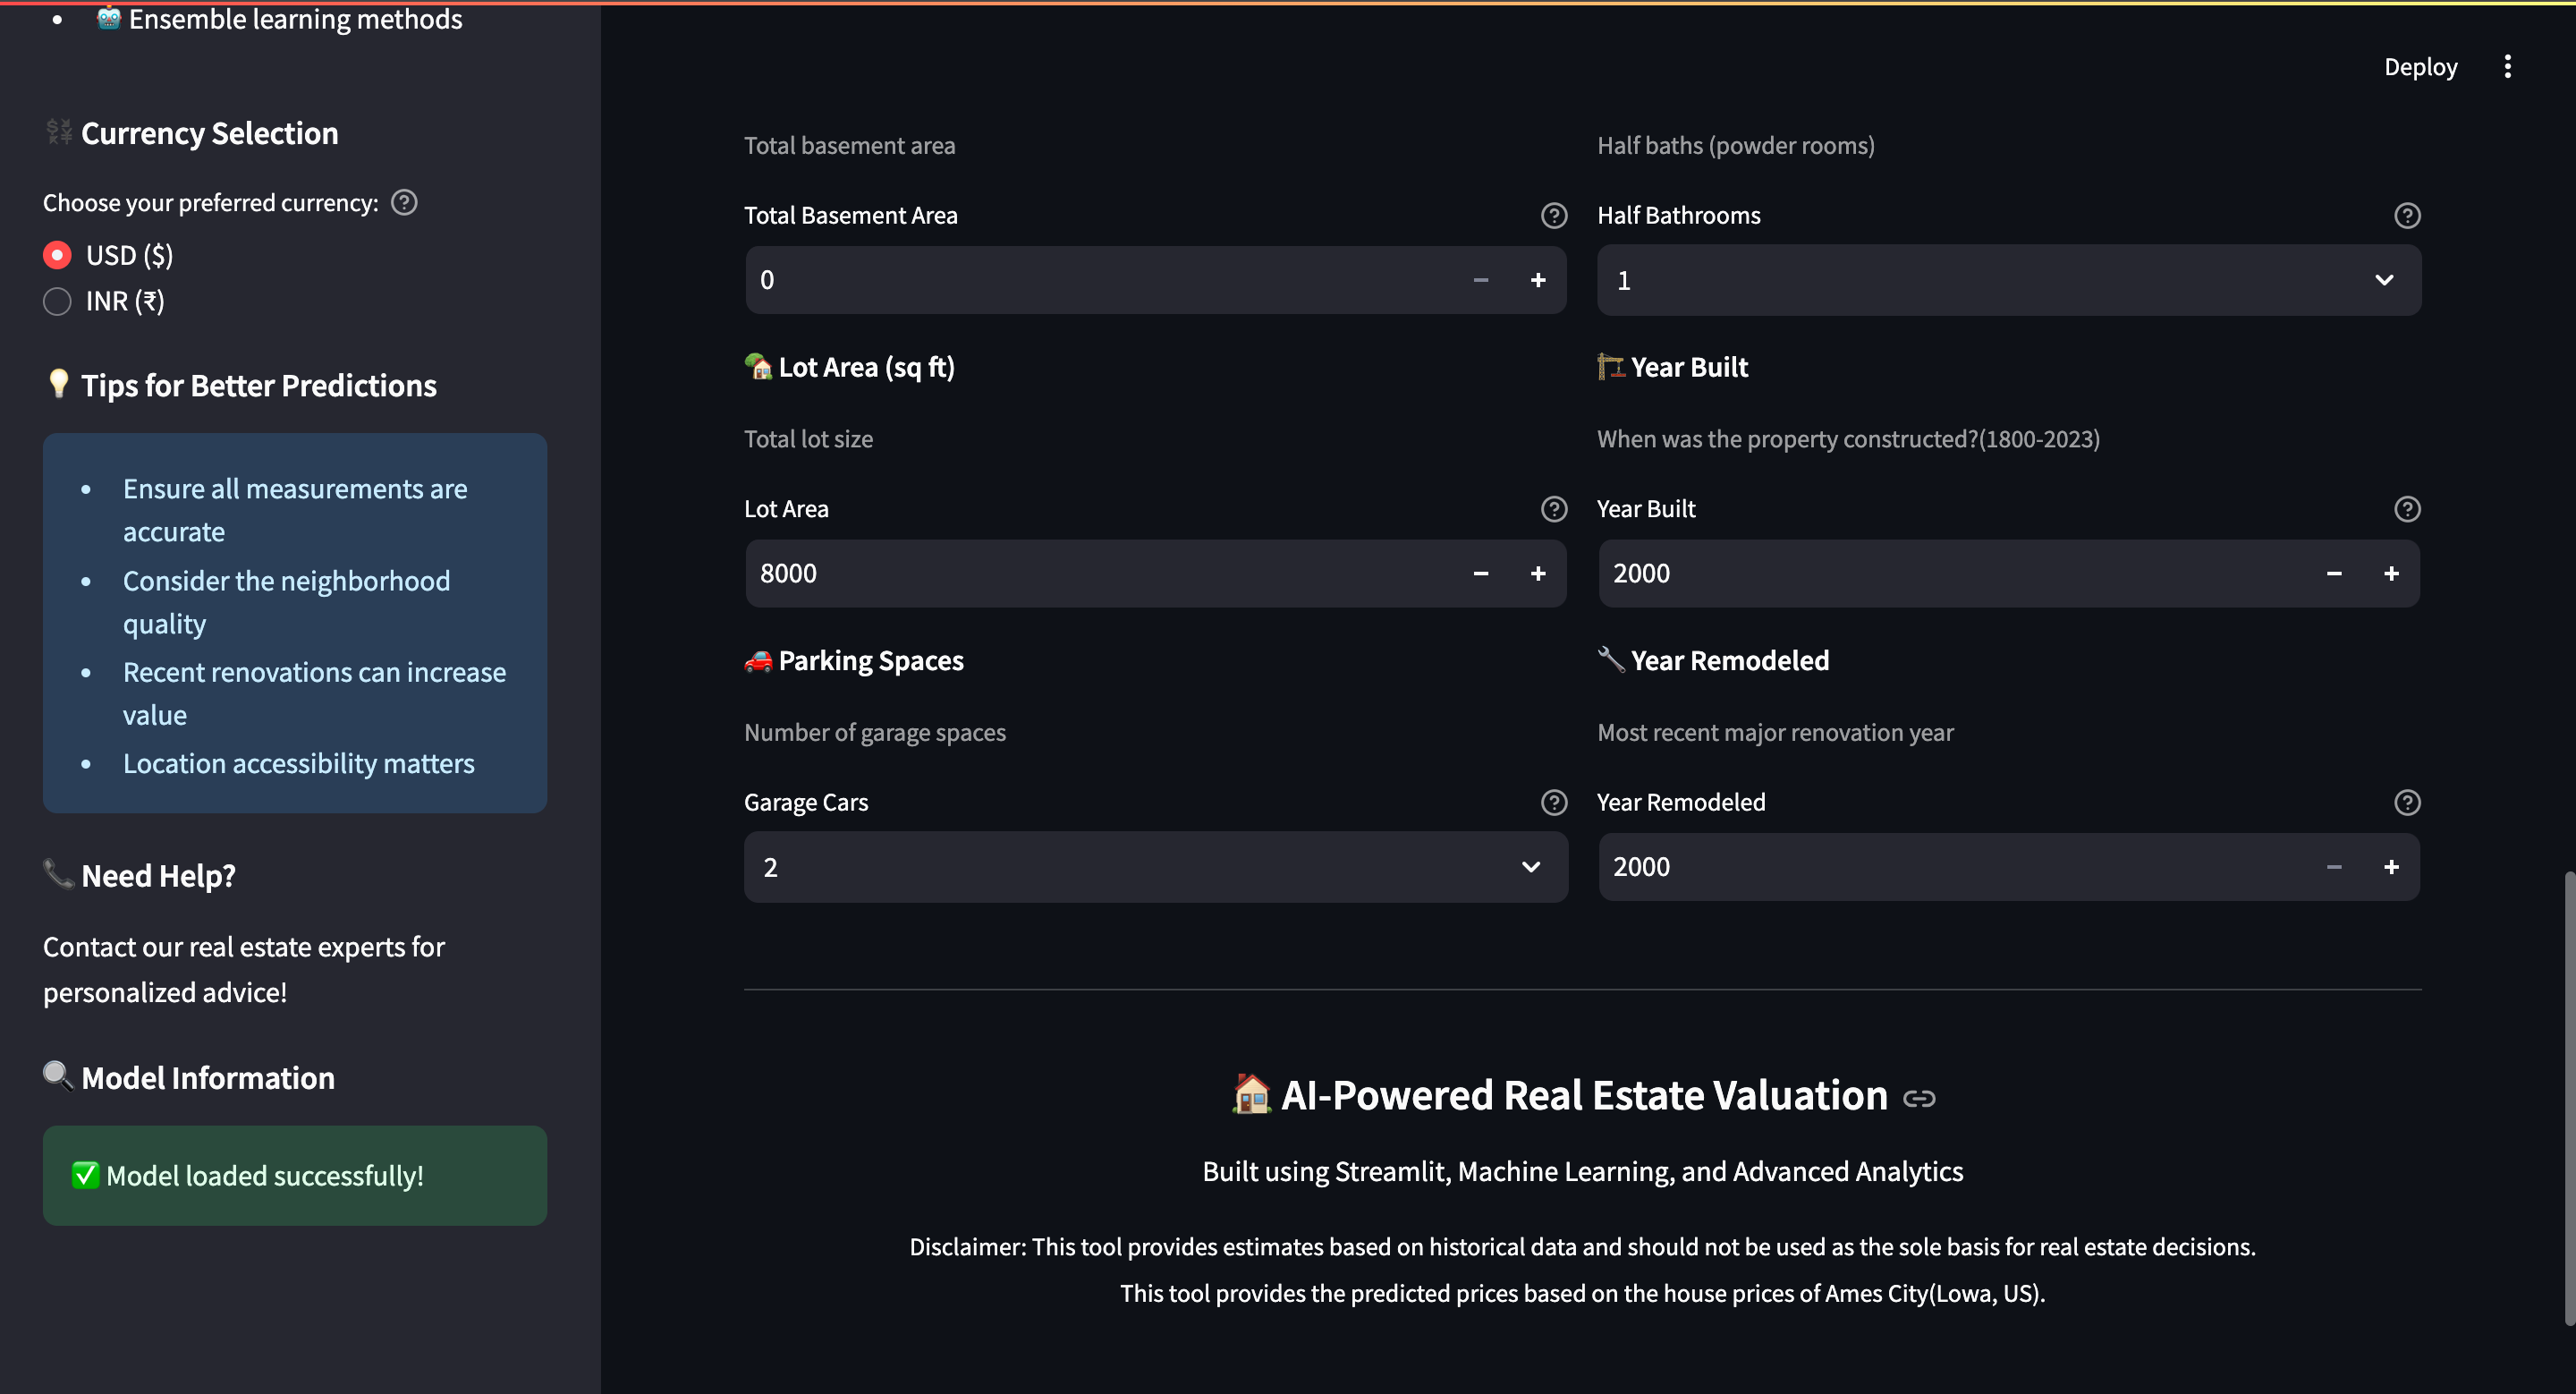 Ensemble learning methods
Currency Selection
Choose your preferred currency:
USD ($)
INR (₹)
Tips for Better Predictions
Ensure all measurements are
accurate
Consider the neighborhood
quality
Recent renovations can increase
value
Location accessibility matters
Need Help?
Contact our real estate experts for
personalized advice!
Model Information
Model loaded successfully!
Deploy
Total basement area
Total Basement Area
0
Lot Area (sq ft)
Total lot size
Lot Area
8000
Parking Spaces
Number of garage spaces
Garage Cars
2
Half baths (powder rooms)
Half Bathrooms
1
Year Built
When was the property constructed?(1800-2023)
Year Built
2000
Year Remodeled
Most recent major renovation year
Year Remodeled
2000
AI-Powered Real Estate Valuation
Built using Streamlit, Machine Learning, and Advanced Analytics
Disclaimer: This tool provides estimates based on historical data and should not be used as the sole basis for real estate decisions.
This tool provides the predicted prices based on the house prices of Ames City(Lowa, US).